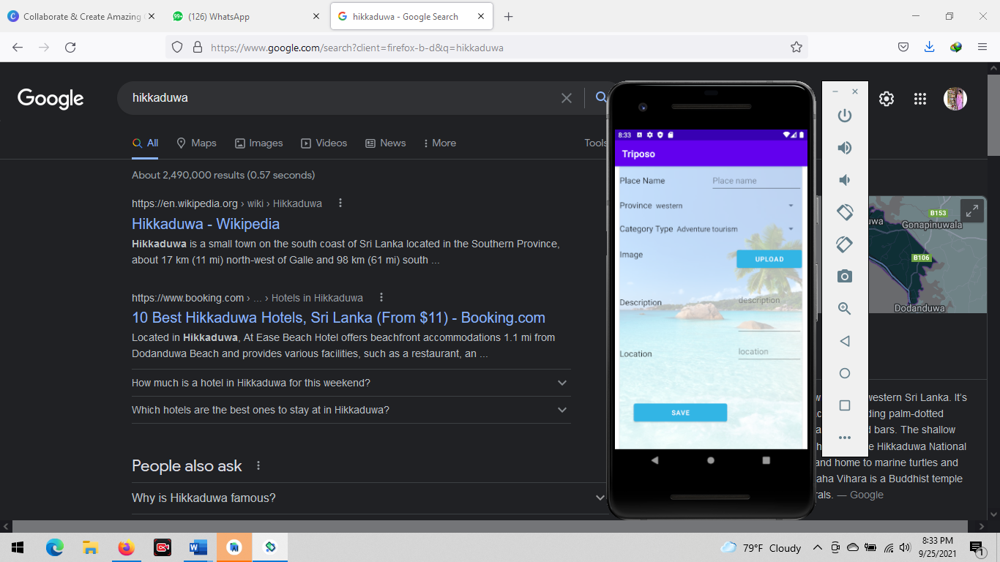 Collaborate & Create Amazing
99+ (126) WhatsApp
hikkaduwa - Google Search
https://www.google.com/search?client=firefox-b-d&q=hikkaduwa
Google
hikkaduwa
All Maps Images Videos News More Tools
About 2,490,000 results (0.57 seconds)
https://en.wikipedia.org › wiki › Hikkaduwa
Hikkaduwa - Wikipedia
Hikkaduwa is a small town on the south coast of Sri Lanka located in the Southern Province,
about 17 km (11 mi) north-west of Galle and 98 km (61 mi) south ...
https://www.booking.com › ... › Hotels in Hikkaduwa
10 Best Hikkaduwa Hotels, Sri Lanka (From $11) - Booking.com
Located in Hikkaduwa, At Ease Beach Hotel offers beachfront accommodations 1.1 mi from
Dodanduwa Beach and provides various facilities, such as a restaurant, an ...
How much is a hotel in Hikkaduwa for this weekend?
Which hotels are the best ones to stay at in Hikkaduwa?
People also ask
Why is Hikkaduwa famous?
8:33
Triposo
Place Name Place name
Province western
Category Type Adventure tourism
Image
UPLOAD
Description description
Location location
SAVE
uwa
B153
Gonapinuwala
B106
Dodanduwa
western Sri Lanka. It's
ding palm-dotted
d bars. The shallow
e Hikkaduwa National
and home to marine turtles and
aha Vihara is a Buddhist temple
rals. — Google
79°F Cloudy
8:33 PM
9/25/2021
1